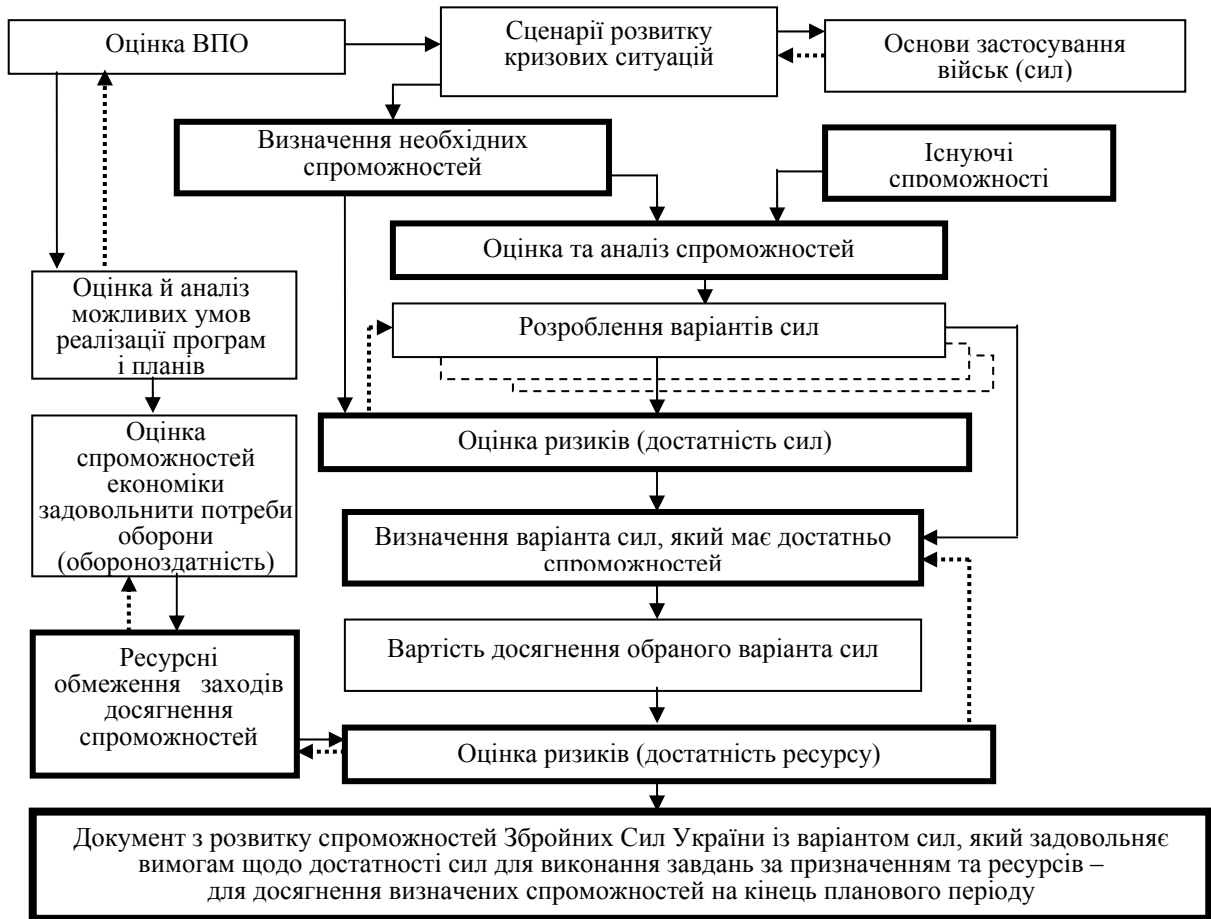 Оцінка ВПО
Сценарії розвитку
кризових ситуацій
Основи застосування
військ (сил)
Визначення необхідних
спроможностей
Існуючі
спроможності
Оцінка та аналіз спроможностей
Оцінка й аналіз
можливих умов
реалізації програм
і планів
Розроблення варіантів сил
Оцінка
спроможностей
економіки
задовольнити потреби
оборони
(обороноздатність)
Оцінка ризиків (достатність сил)
Визначення варіанта сил, який має достатньо
спроможностей
Ресурсні
обмеження заходів
досягнення
спроможностей
Вартість досягнення обраного варіанта сил
Оцінка ризиків (достатність ресурсу)
Документ з розвитку спроможностей Збройних Сил України із варіантом сил, який задовольняє
вимогам щодо достатності сил для виконання завдань за призначенням та ресурсів –
для досягнення визначених спроможностей на кінець планового періоду